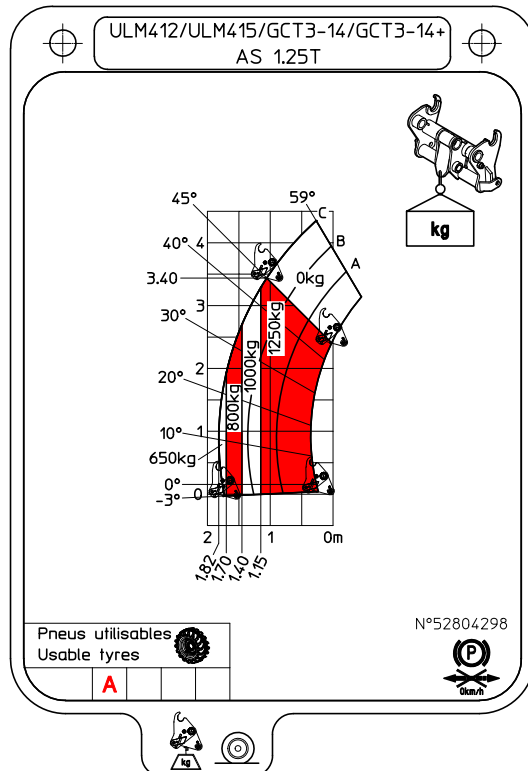 ULM412/ULM415/GCT3-14/GCT3-14+
AS 1.25T
kg
45°
59°
C
4
B
40°
A
3.40
0kg
3
30°
1250kg
1000kg
2
20°
800kg
10°
1
650kg
0°
0
-3°
2
1
0m
1.82
1.70
1.40
1.15
N°52804298
Pneus utilisables
Usable tyres
A
P
0km/h
kg